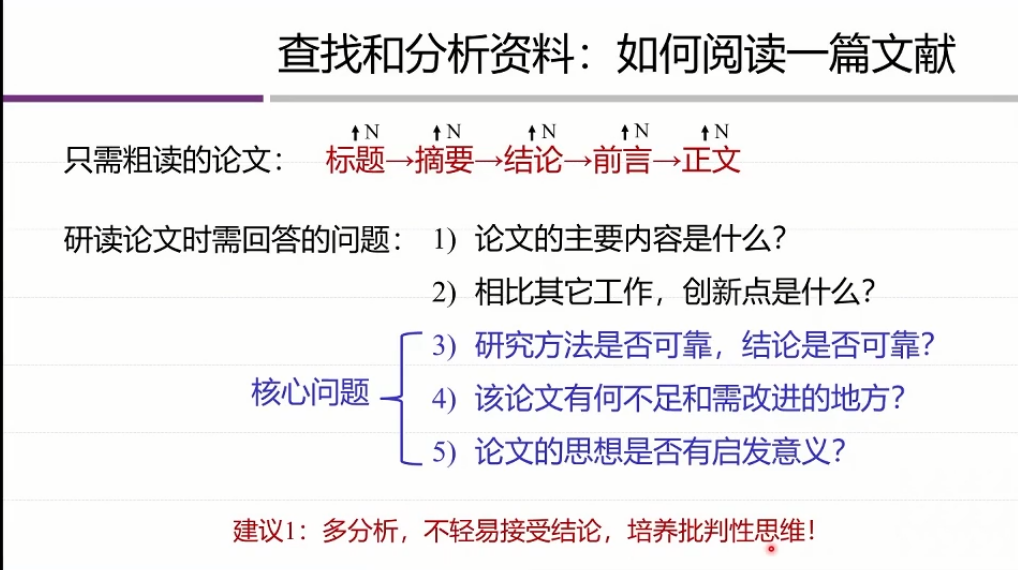 查找和分析资料：如何阅读一篇文献
↑N ↑N ↑N ↑N ↑N
只需粗读的论文： 标题→摘要→结论→前言→正文
研读论文时需回答的问题： 1) 论文的主要内容是什么？
2) 相比其它工作，创新点是什么？
3) 研究方法是否可靠，结论是否可靠？
核心问题
4) 该论文有何不足和需改进的地方？
5) 论文的思想是否有启发意义？
建议1：多分析，不轻易接受结论，培养批判性思维！